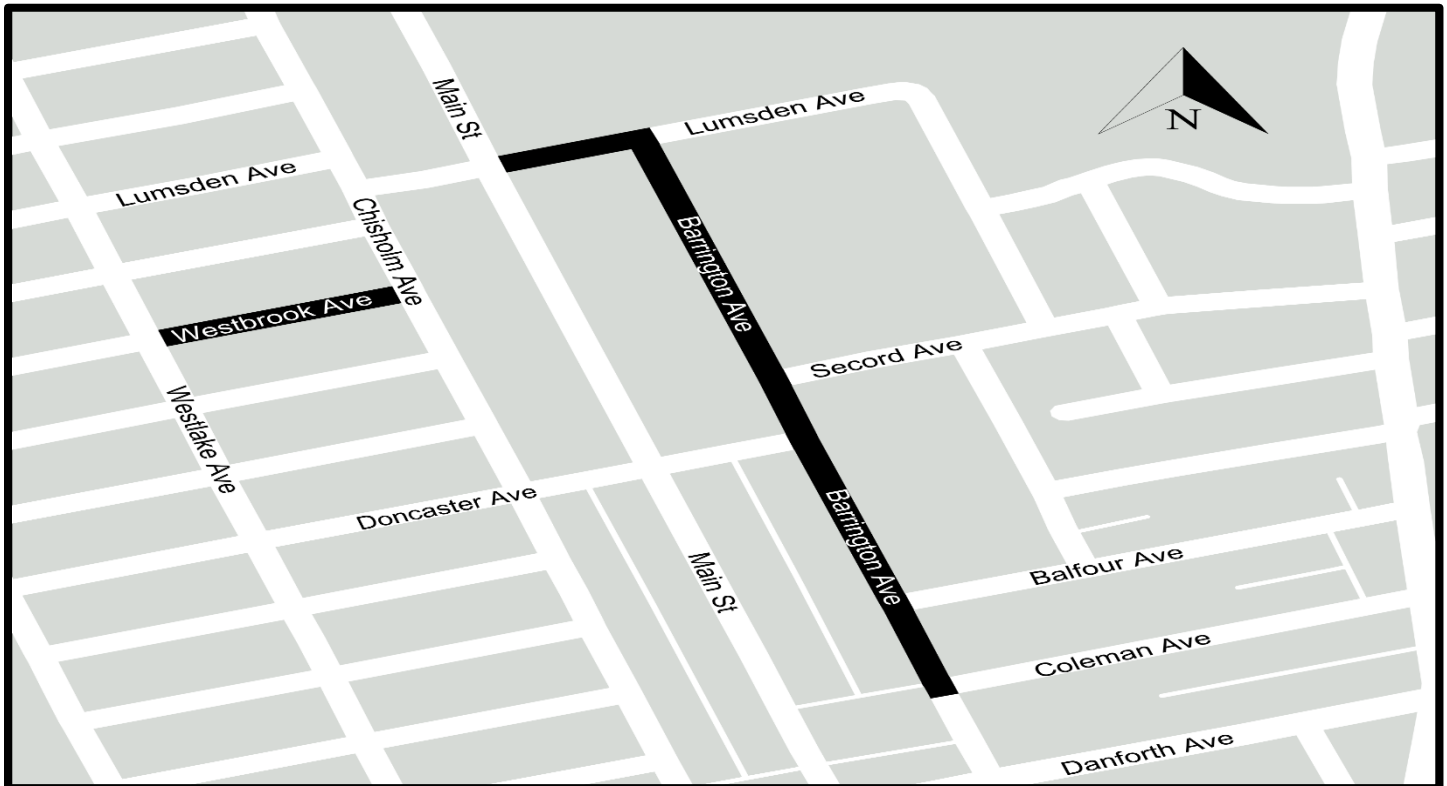 Main St
Lumsden Ave
N
Lumsden Ave
Chisholm Ave
Barrington Ave
Westbrook Ave
Secord Ave
Westlake Ave
Doncaster Ave
Barrington Ave
Main St
Balfour Ave
Coleman Ave
Danforth Ave